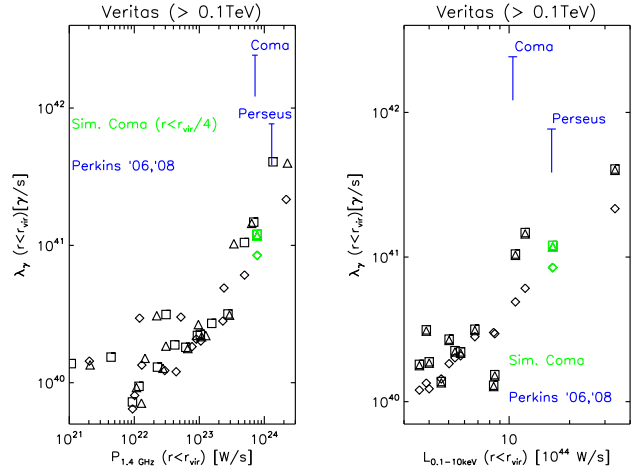 Veritas (> 0.1TeV)
Coma
Perseus
Sim. Coma (r<r_vir/4)
Perkins '06,'08
10^42
10^41
10^40
λ_γ (r<r_vir)[γ/s]
10^21 10^22 10^23 10^24
P_1.4 GHz (r<r_vir) [W/s]
Veritas (> 0.1TeV)
Coma
Perseus
Sim. Coma
Perkins '06,'08
10^42
10^41
10^40
λ_γ (r<r_vir)[γ/s]
10
L_0.1-10keV (r<r_vir) [10^44 W/s]